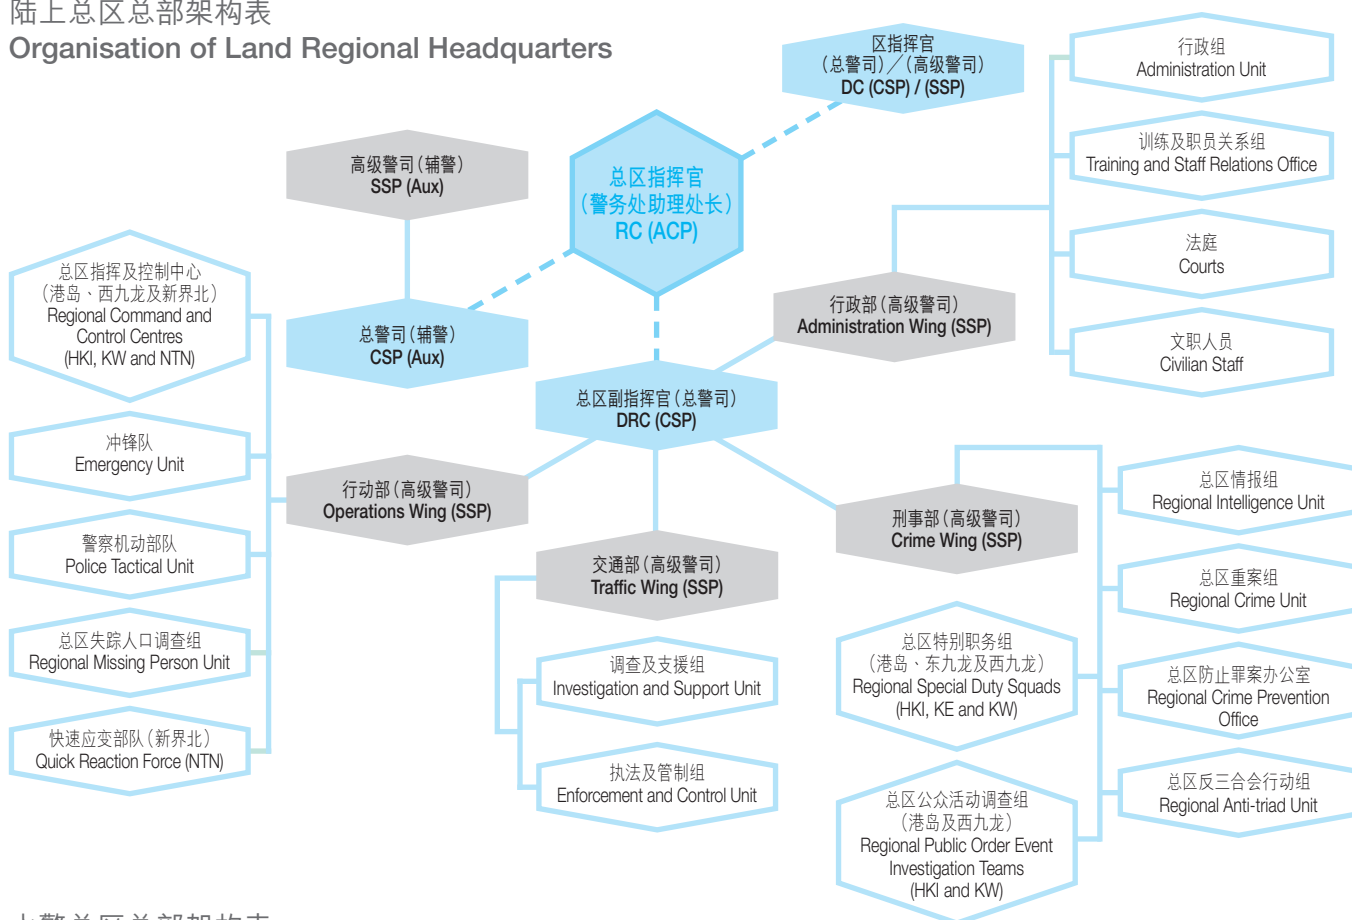 陆上总区总部架构表
Organisation of Land Regional Headquarters
区指挥官
（总警司）／（高级警司）
DC (CSP) / (SSP)
总区指挥官
（警务处助理处长）
RC (ACP)
高级警司（辅警）
SSP (Aux)
总警司（辅警）
CSP (Aux)
总区副指挥官（总警司）
DRC (CSP)
行政部（高级警司）
Administration Wing (SSP)
行政组
Administration Unit
训练及职员关系组
Training and Staff Relations Office
法庭
Courts
文职人员
Civilian Staff
总区指挥及控制中心
（港岛、西九龙及新界北）
Regional Command and
Control Centres
(HKI, KW and NTN)
冲锋队
Emergency Unit
警察机动部队
Police Tactical Unit
总区失踪人口调查组
Regional Missing Person Unit
快速应变部队（新界北）
Quick Reaction Force (NTN)
行动部（高级警司）
Operations Wing (SSP)
交通部（高级警司）
Traffic Wing (SSP)
调查及支援组
Investigation and Support Unit
执法及管制组
Enforcement and Control Unit
刑事部（高级警司）
Crime Wing (SSP)
总区特别职务组
（港岛、东九龙及西九龙）
Regional Special Duty Squads
(HKI, KE and KW)
总区公众活动调查组
（港岛及西九龙）
Regional Public Order Event
Investigation Teams
(HKI and KW)
总区情报组
Regional Intelligence Unit
总区重案组
Regional Crime Unit
总区防止罪案办公室
Regional Crime Prevention
Office
总区反三合会行动组
Regional Anti-triad Unit